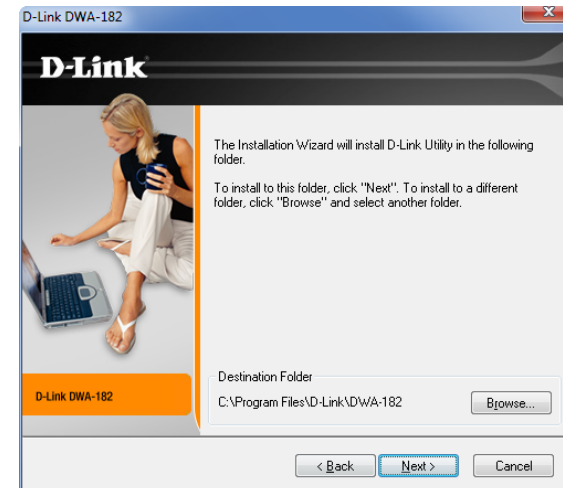 D-Link DWA-182
D-Link
The Installation Wizard will install D-Link Utility in the following
folder.
To install to this folder, click "Next". To install to a different
folder, click "Browse" and select another folder.
Destination Folder
D-Link DWA-182
C:\Program Files\D-Link\DWA-182
Browse...
< Back
Next >
Cancel